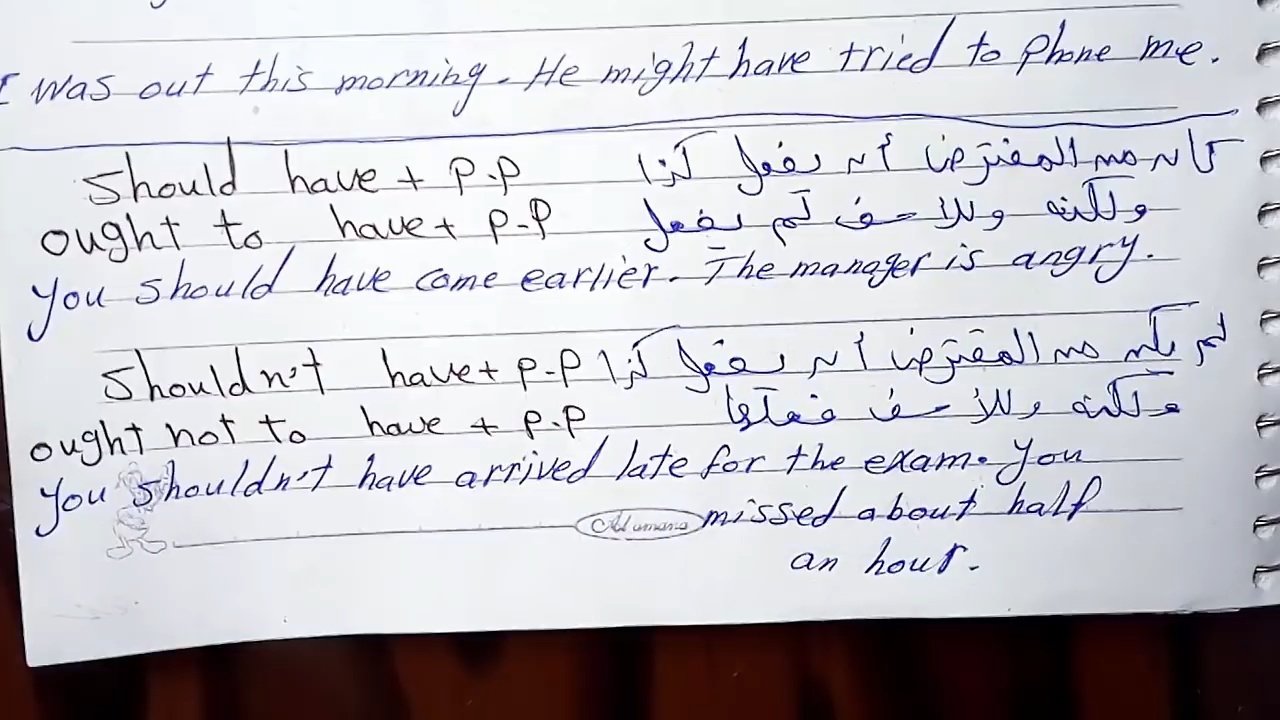 I was out this morning. He might have tried to phone me.
Should have + p.p كان من المفترض أن يفعل كذا
ought to have + p.p ولكنه وللأسف لم يفعل
you should have come earlier. The manager is angry.
Shouldn't have + p.p لم يكن من المفترض أن يفعل كذا
ought not to have + p.p ولكنه وللأسف فعلها
you shouldn't have arrived late for the exam. you
missed about half
an hour.